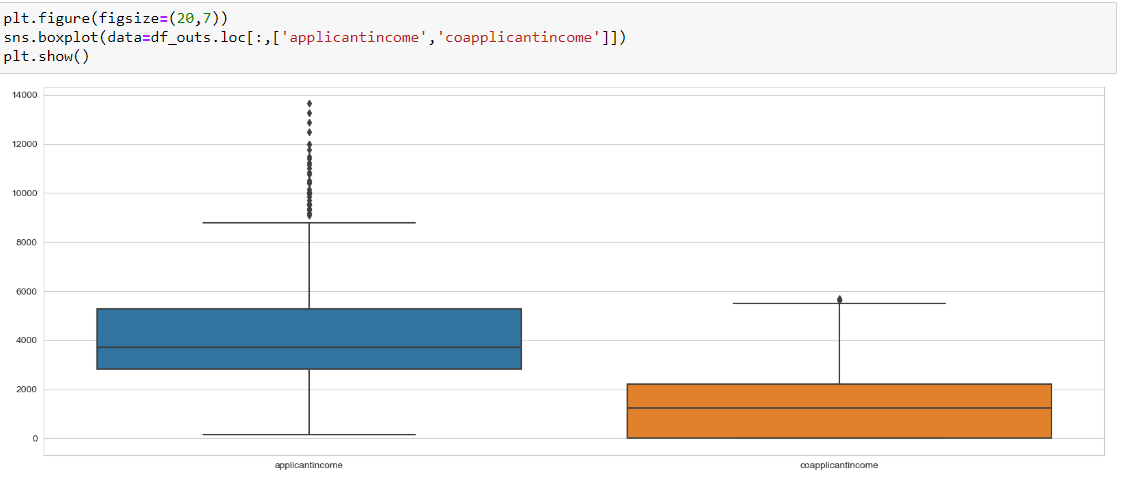 plt.figure(figsize=(20,7))
sns.boxplot(data=df_outs.loc[:,['applicantincome','coapplicantincome']])
plt.show()
14000
12000
10000
8000
6000
4000
2000
0
applicantincome coapplicantincome